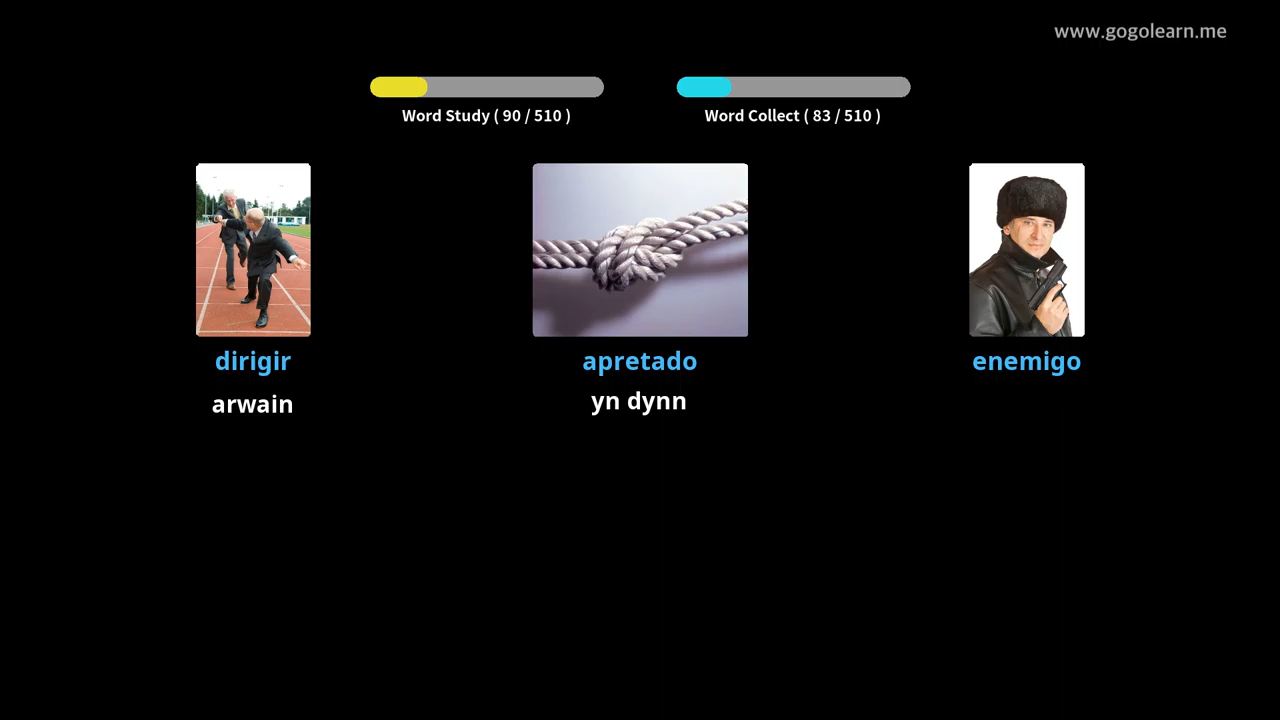 www.gogolearn.me
Word Study ( 90 / 510 )
Word Collect ( 83 / 510 )
dirigir
apretado
enemigo
arwain
yn dynn